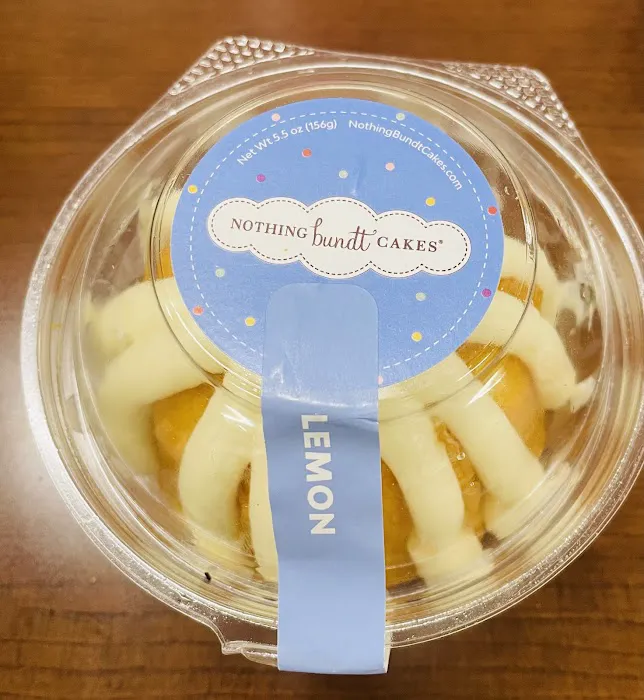 Net Wt 5.5 oz (156g) NothingBundtCakes.com
NOTHING bundt CAKES®
LEMON